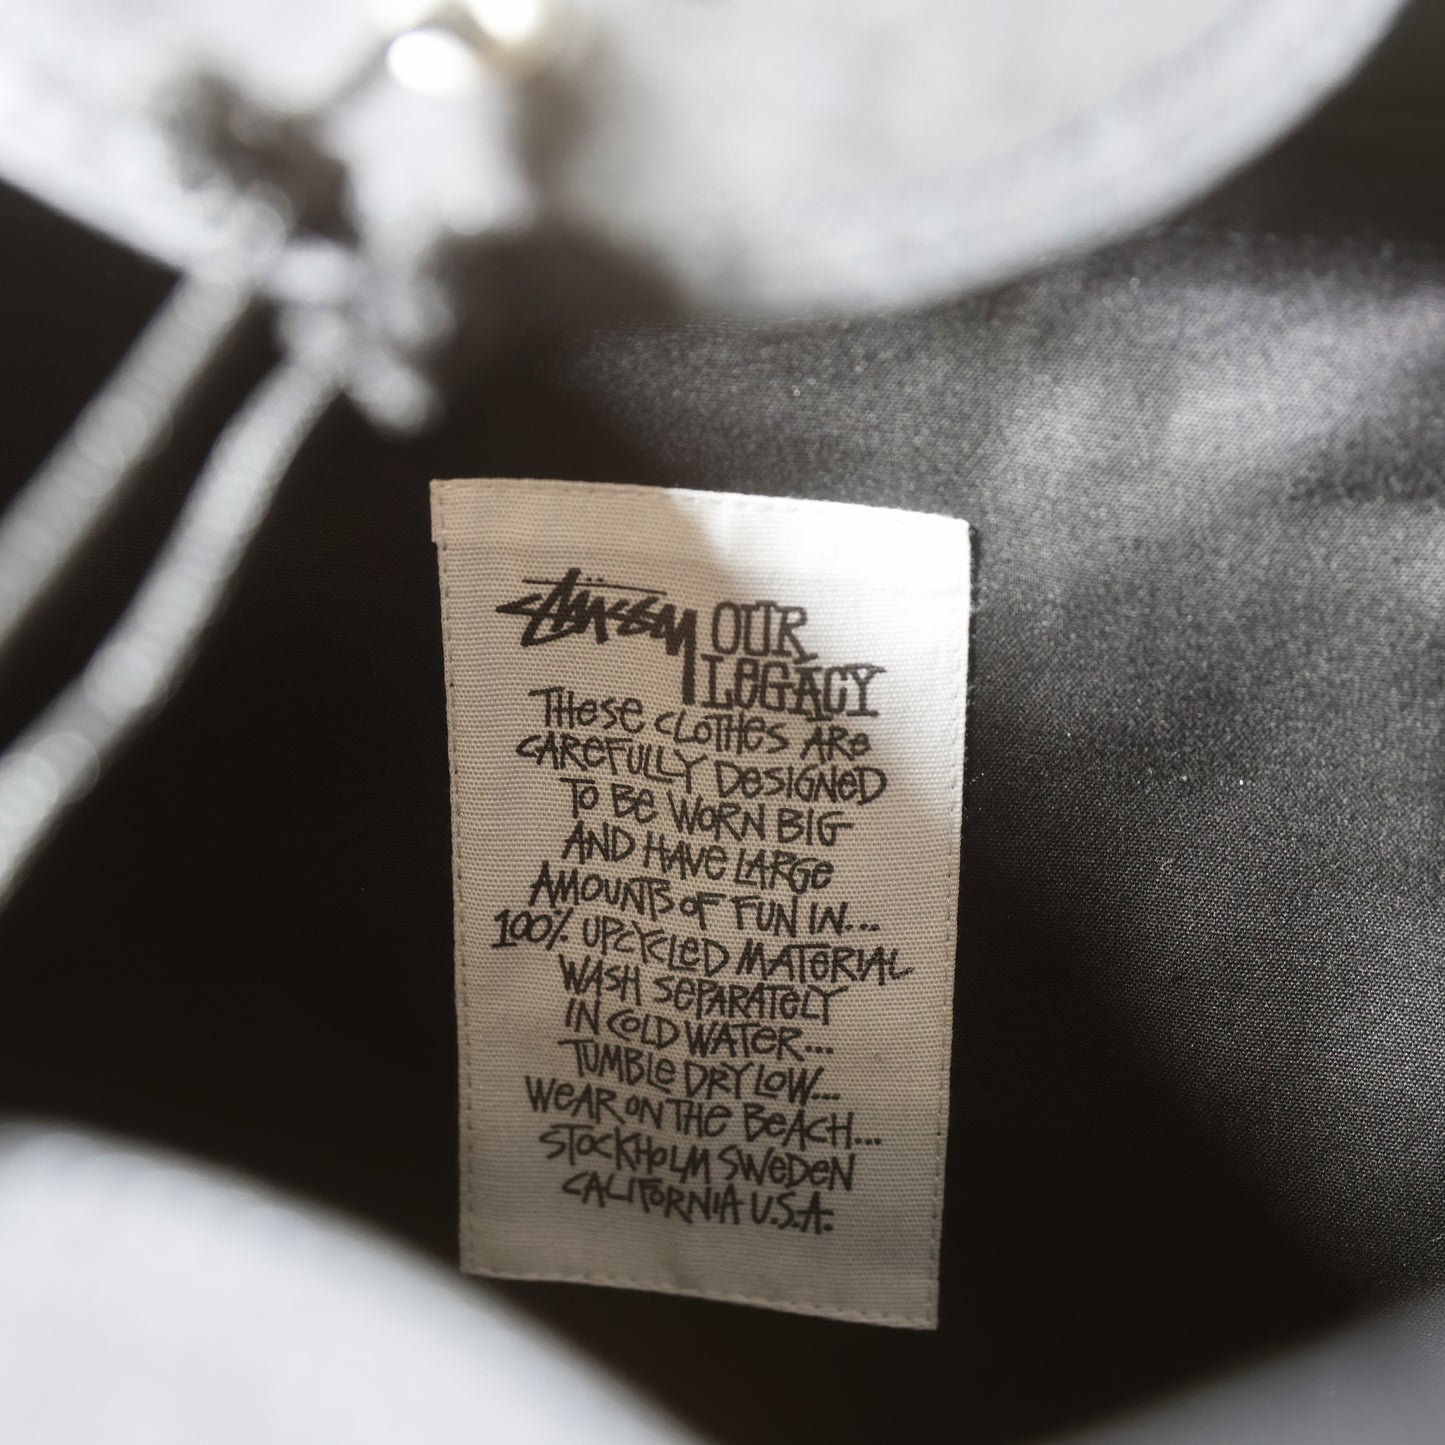 STÜSSY OUR LEGACY
THESE CLOTHES ARE
CAREFULLY DESIGNED
TO BE WORN BIG
AND HAVE LARGE
AMOUNTS OF FUN IN...
100% UPCYCLED MATERIAL
WASH SEPARATELY
IN COLD WATER...
TUMBLE DRY LOW...
WEAR ON THE BEACH...
STOCKHOLM SWEDEN
CALIFORNIA U.S.A.